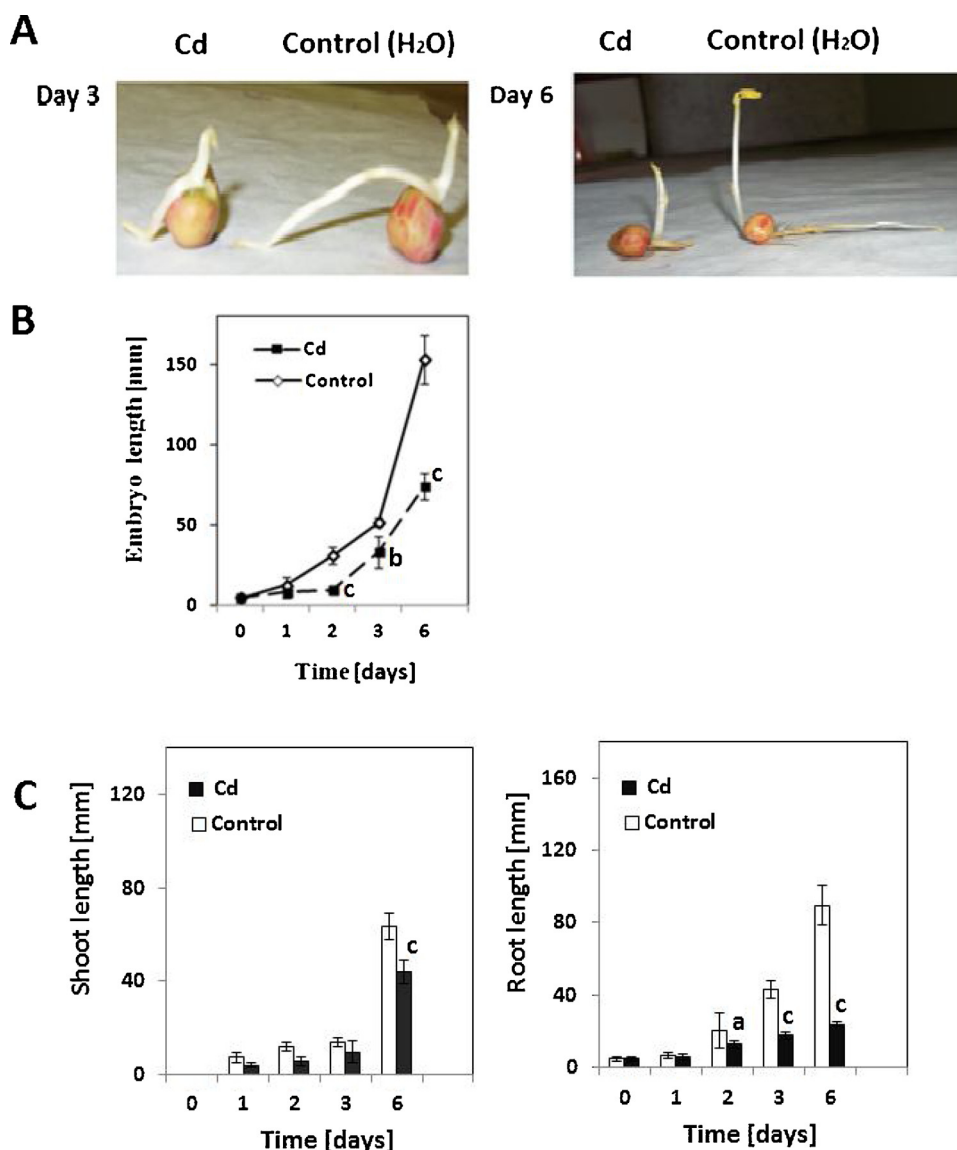 A
Cd Control (H₂O)
Day 3
Cd Control (H₂O)
Day 6
B
Embryo length [mm]
150
100
50
0
Cd
Control
c
b
c
0 1 2 3 6
Time [days]
C
Shoot length [mm]
120
80
40
0
Cd
Control
c
0 1 2 3 6
Time [days]
Root length [mm]
160
120
80
40
0
Cd
Control
a
c
c
0 1 2 3 6
Time [days]